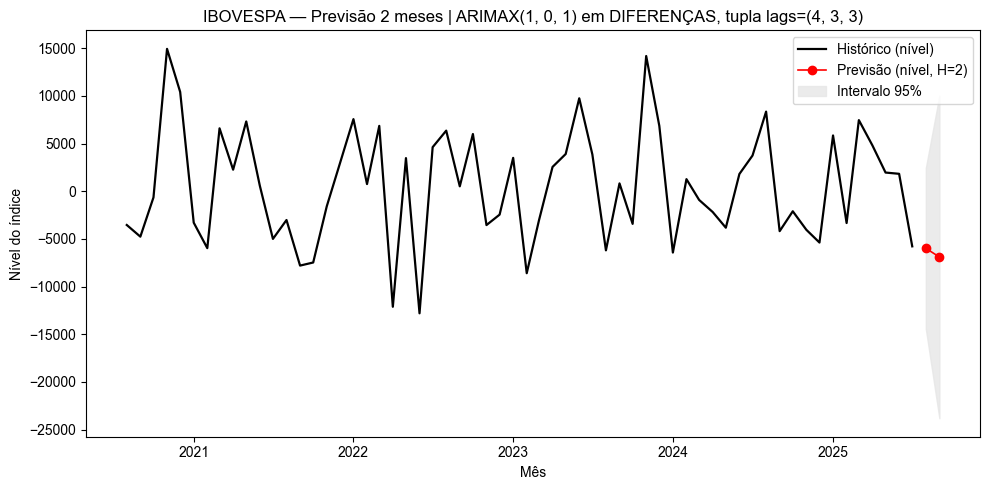 IBOVESPA — Previsão 2 meses | ARIMAX(1, 0, 1) em DIFERENÇAS, tupla lags=(4, 3, 3)
Histórico (nível)
Previsão (nível, H=2)
Intervalo 95%
Nível do índice
15000
10000
5000
0
−5000
−10000
−15000
−20000
−25000
2021
2022
2023
2024
2025
Mês